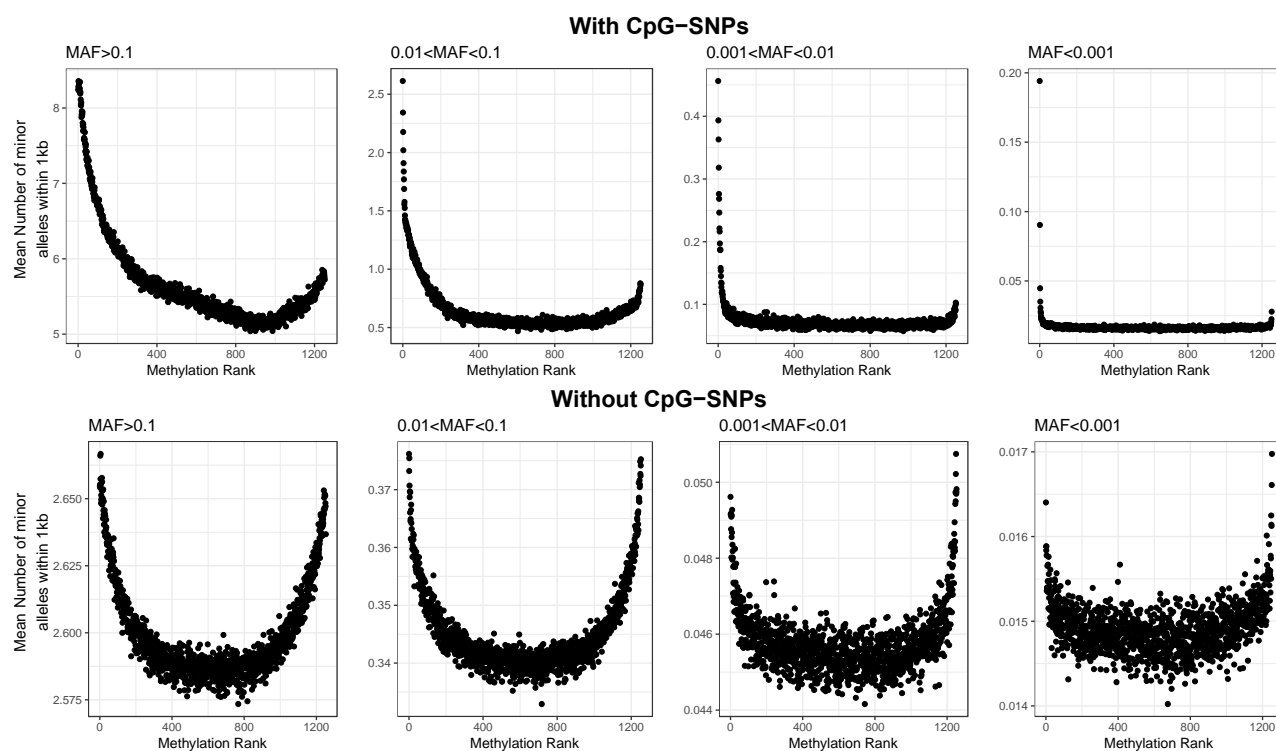 With CpG−SNPs
MAF>0.1
0.01<MAF<0.1
0.001<MAF<0.01
MAF<0.001
Mean Number of minor
alleles within 1kb
8
7
6
5
2.5
2.0
1.5
1.0
0.5
0.4
0.3
0.2
0.1
0.20
0.15
0.10
0.05
0 400 800 1200
0 400 800 1200
0 400 800 1200
0 400 800 1200
Methylation Rank
Methylation Rank
Methylation Rank
Methylation Rank
Without CpG−SNPs
MAF>0.1
0.01<MAF<0.1
0.001<MAF<0.01
MAF<0.001
Mean Number of minor
alleles within 1kb
2.650
2.625
2.600
2.575
0.37
0.36
0.35
0.34
0.050
0.048
0.046
0.044
0.017
0.016
0.015
0.014
0 400 800 1200
0 400 800 1200
0 400 800 1200
0 400 800 1200
Methylation Rank
Methylation Rank
Methylation Rank
Methylation Rank